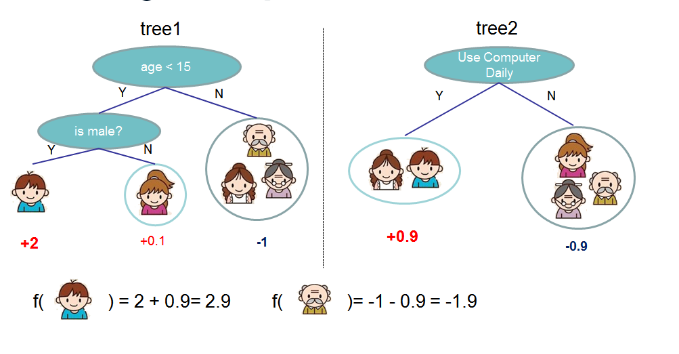 tree1
age < 15
Y
N
is male?
Y
N
+2
+0.1
-1
tree2
Use Computer
Daily
Y
N
+0.9
-0.9
f( ) = 2 + 0.9= 2.9
f( )= -1 - 0.9 = -1.9